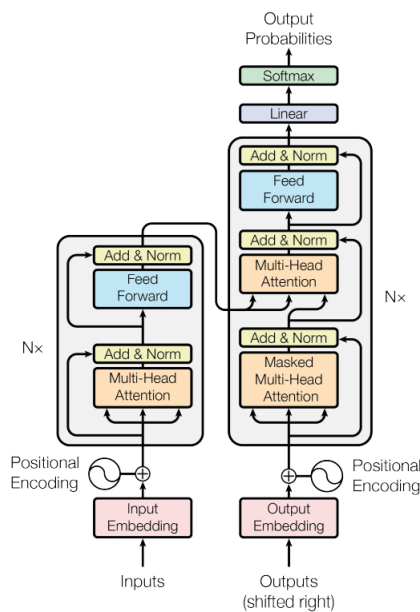 Output
Probabilities
Softmax
Linear
Add & Norm
Feed
Forward
Add & Norm
Multi-Head
Attention
Add & Norm
Masked
Multi-Head
Attention
N×
Positional
Encoding
Output
Embedding
Outputs
(shifted right)
Add & Norm
Feed
Forward
N×
Add & Norm
Multi-Head
Attention
Positional
Encoding
Input
Embedding
Inputs